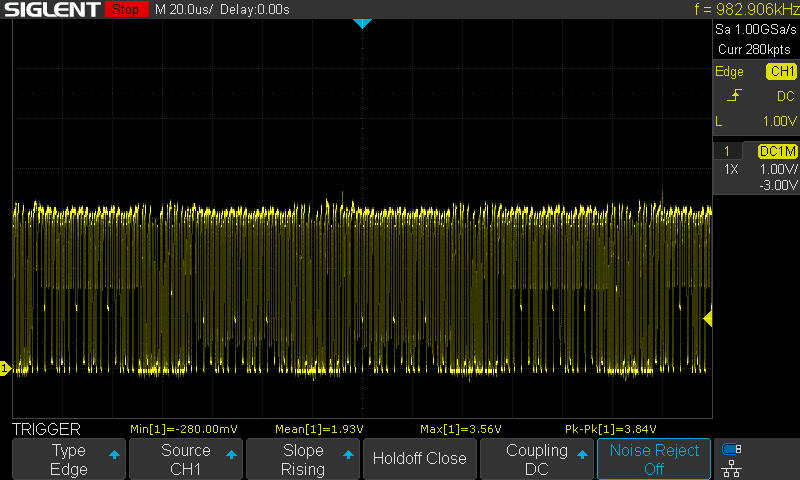 SIGLENT Stop M 20.0us/ Delay:0.00s f = 982.906kHz
Sa 1.00GSa/s
Curr 280kpts
Edge CH1
DC
L 1.00V
1 DC1M
1X 1.00V/
-3.00V
1
TRIGGER Min[1]=-280.00mV Mean[1]=1.93V Max[1]=3.56V Pk-Pk[1]=3.84V
Type Edge
Source CH1
Slope Rising
Holdoff Close
Coupling DC
Noise Reject Off